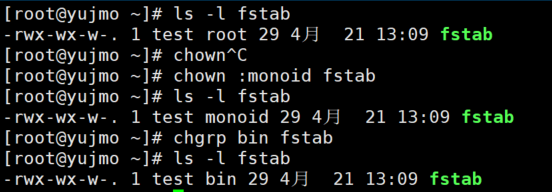 [root@yujmo ~]# ls -l fstab
-rwx-wx-w-. 1 test root 29 4月  21 13:09 fstab
[root@yujmo ~]# chown^C
[root@yujmo ~]# chown :monoid fstab
[root@yujmo ~]# ls -l fstab
-rwx-wx-w-. 1 test monoid 29 4月  21 13:09 fstab
[root@yujmo ~]# chgrp bin fstab
[root@yujmo ~]# ls -l fstab
-rwx-wx-w-. 1 test bin 29 4月  21 13:09 fstab